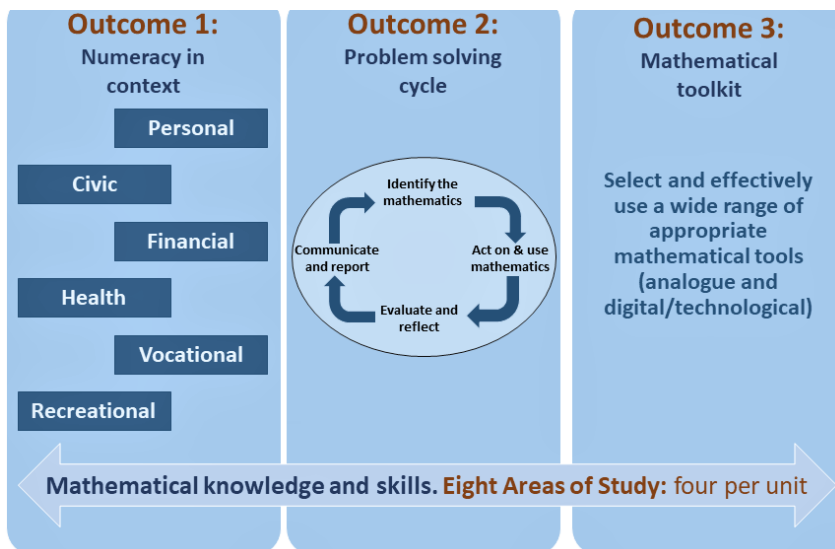 Outcome 1:
Numeracy in
context
Personal
Civic
Financial
Health
Vocational
Recreational
Outcome 2:
Problem solving
cycle
Identify the
mathematics
Act on & use
mathematics
Evaluate and
reflect
Communicate
and report
Outcome 3:
Mathematical
toolkit
Select and effectively
use a wide range of
appropriate
mathematical tools
(analogue and
digital/technological)
Mathematical knowledge and skills. Eight Areas of Study: four per unit